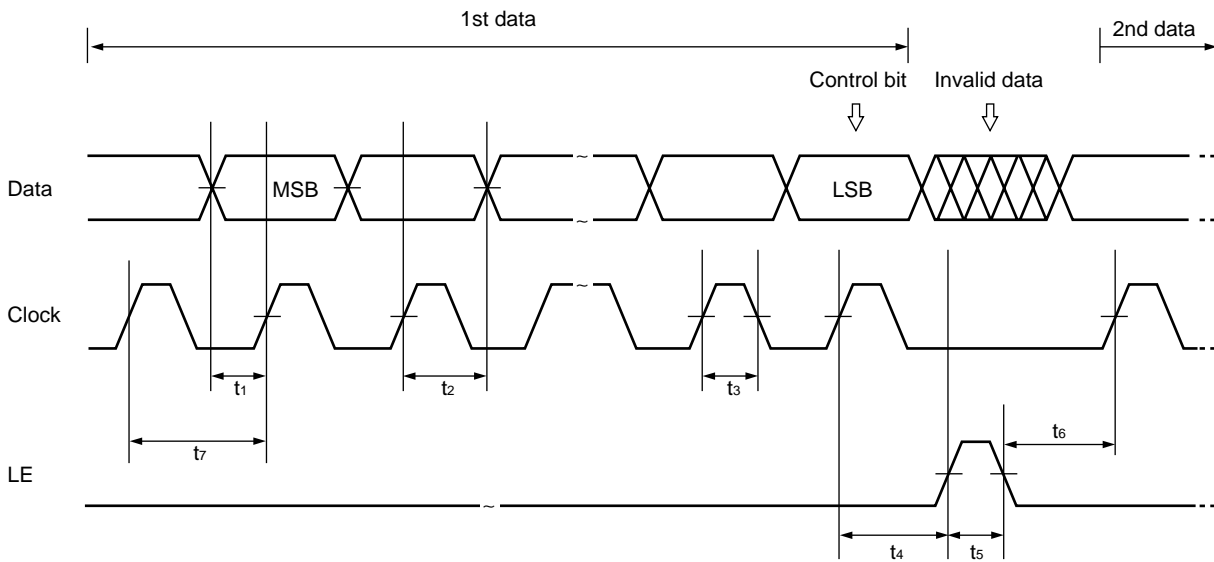 1st data
2nd data
Control bit
Invalid data
Data
MSB
LSB
Clock
t1
t2
t3
t7
t6
LE
t4
t5